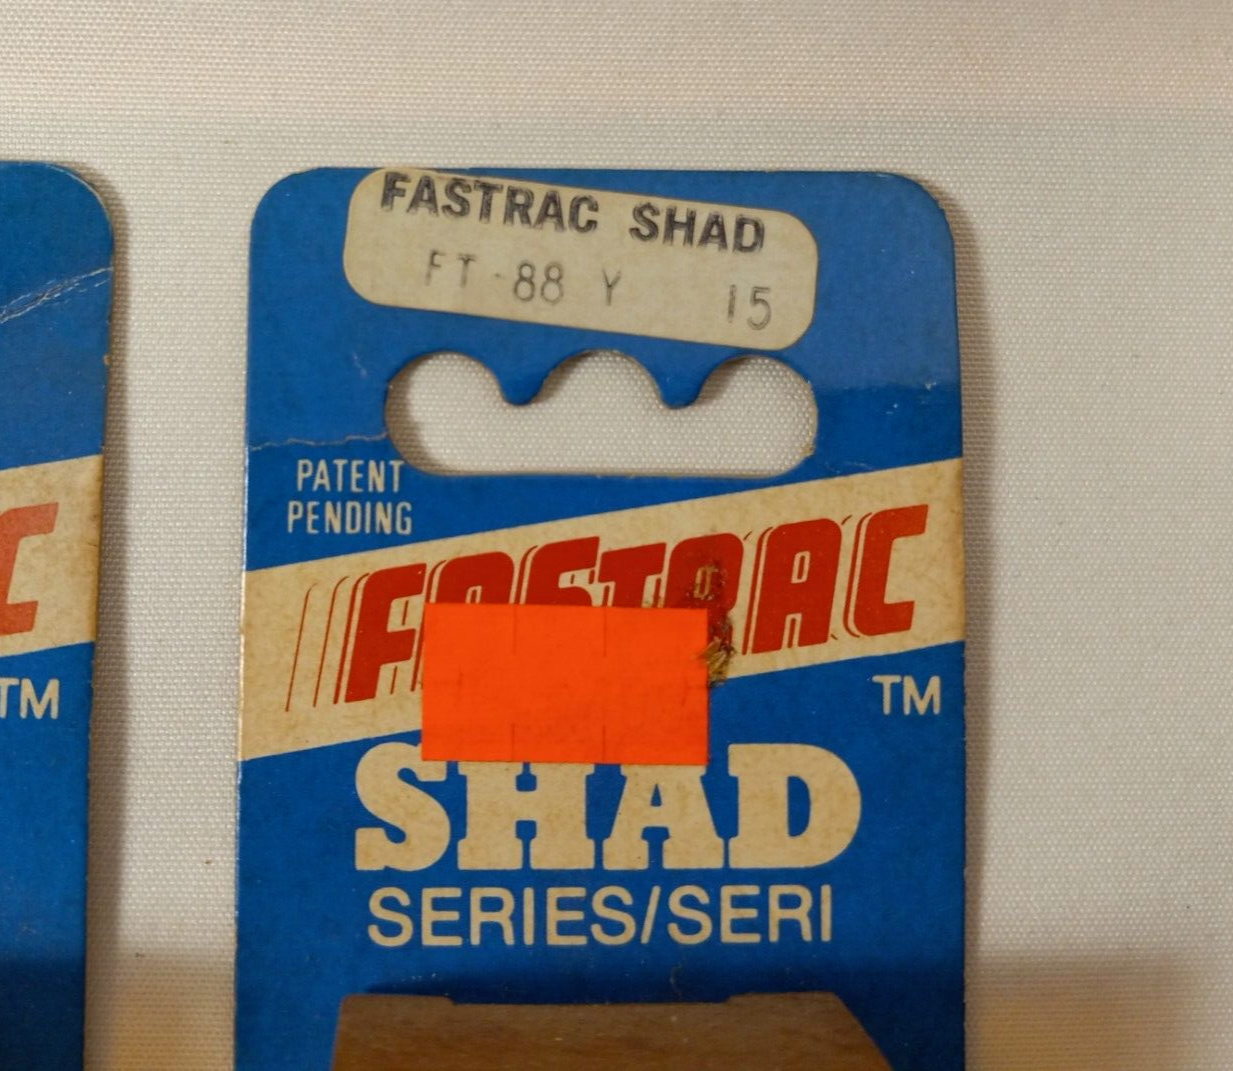 FASTRAC SHAD
FT-88 Y 15
PATENT
PENDING
FASTRAC
TM
SHAD
SERIES/SERI
C
TM